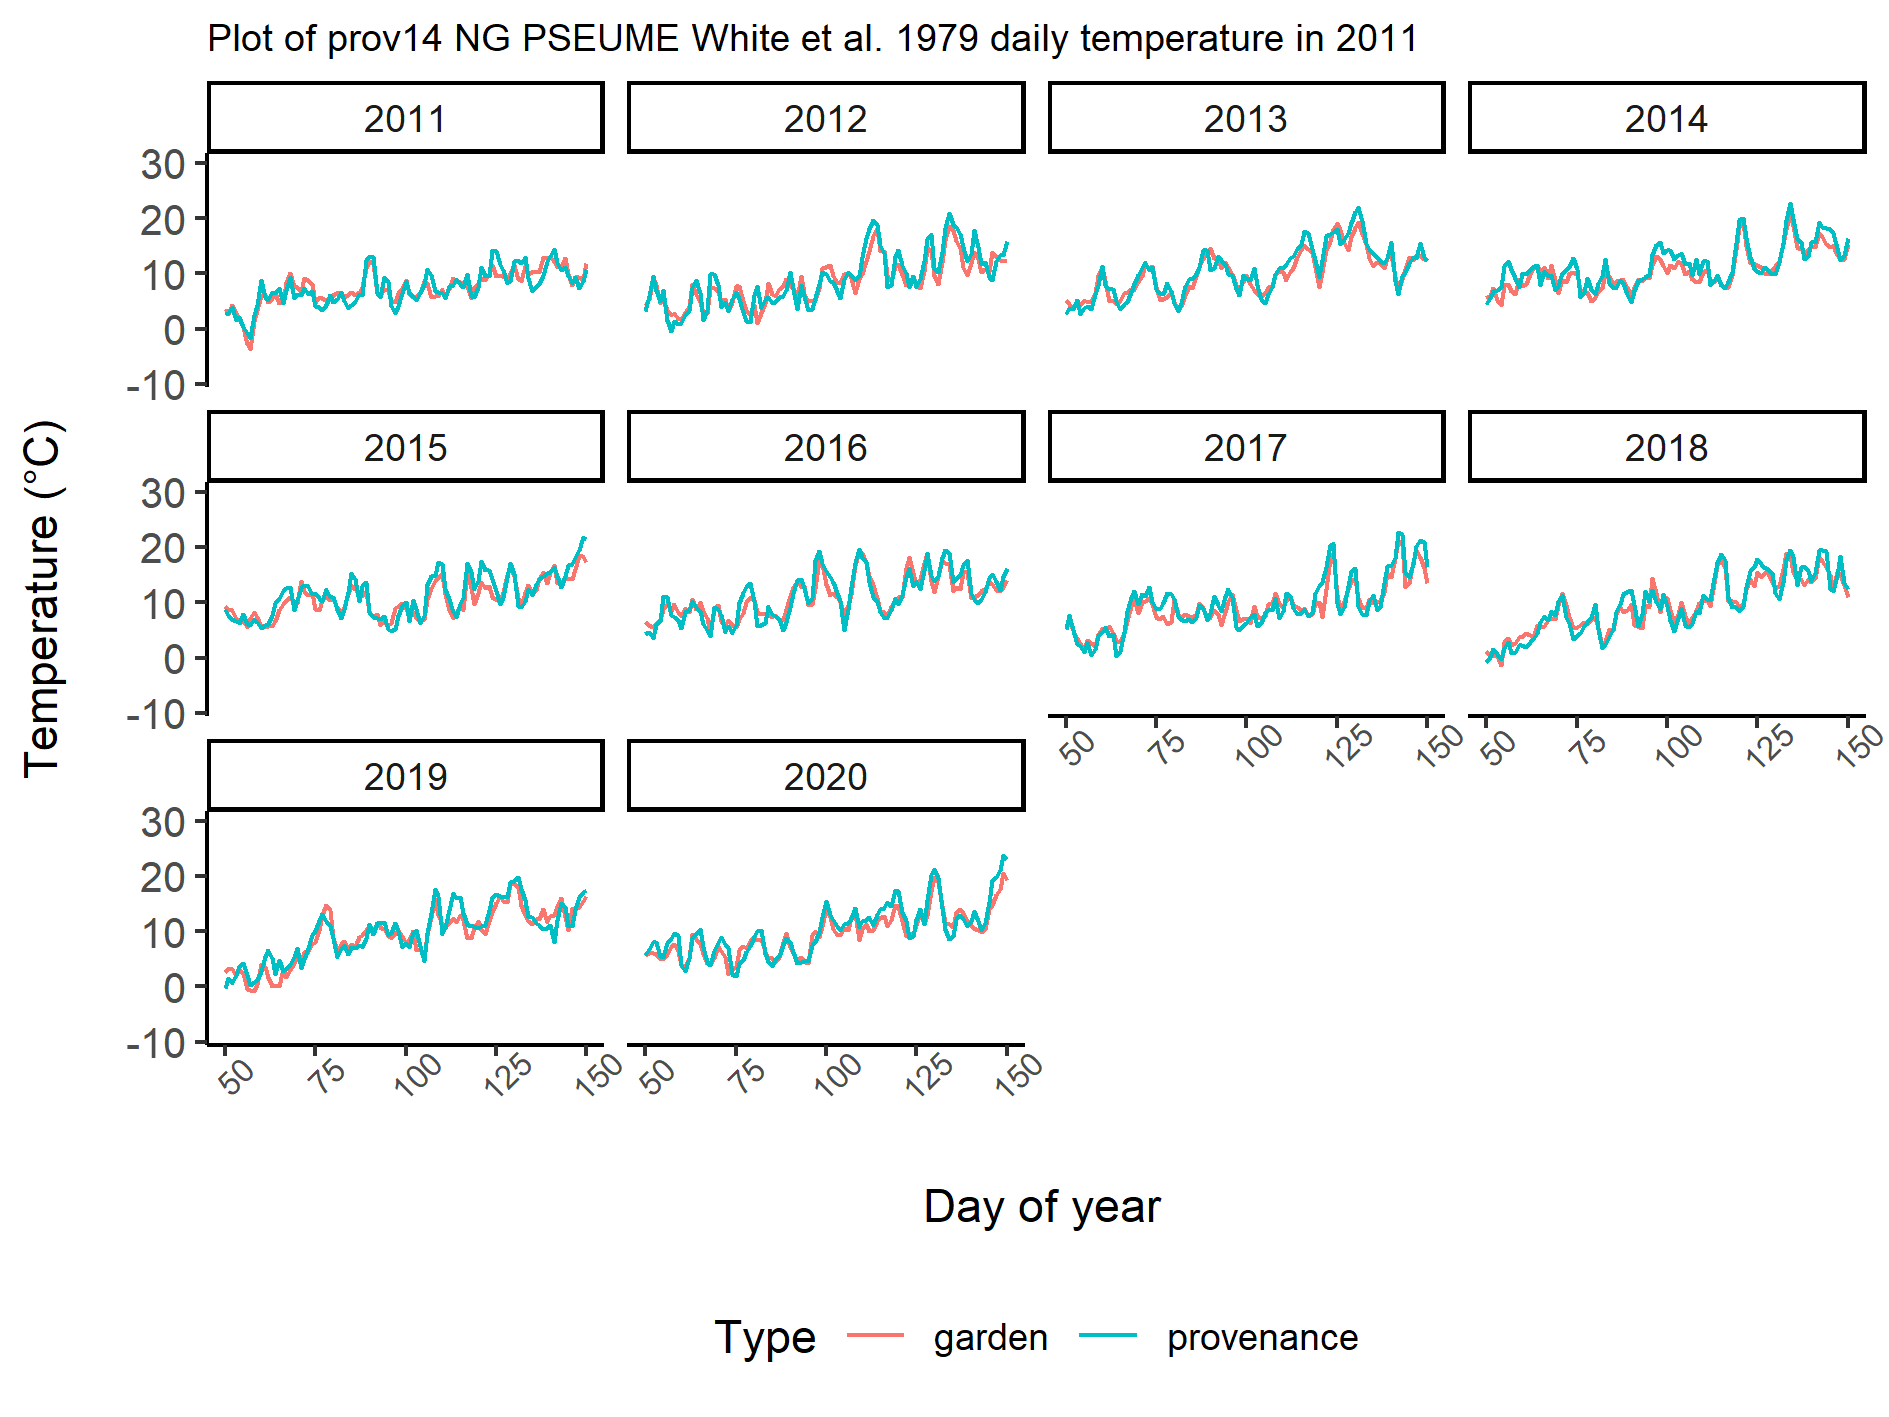 Plot of prov14 NG PSEUME White et al. 1979 daily temperature in 2011
2011 2012 2013 2014
30
20
10
0
-10
2015 2016 2017 2018
30
20
10
0
-10
50 75 100 125 150 50 75 100 125 150
2019 2020
30
20
10
0
-10
50 75 100 125 150 50 75 100 125 150
Temperature (°C)
Day of year
Type garden provenance